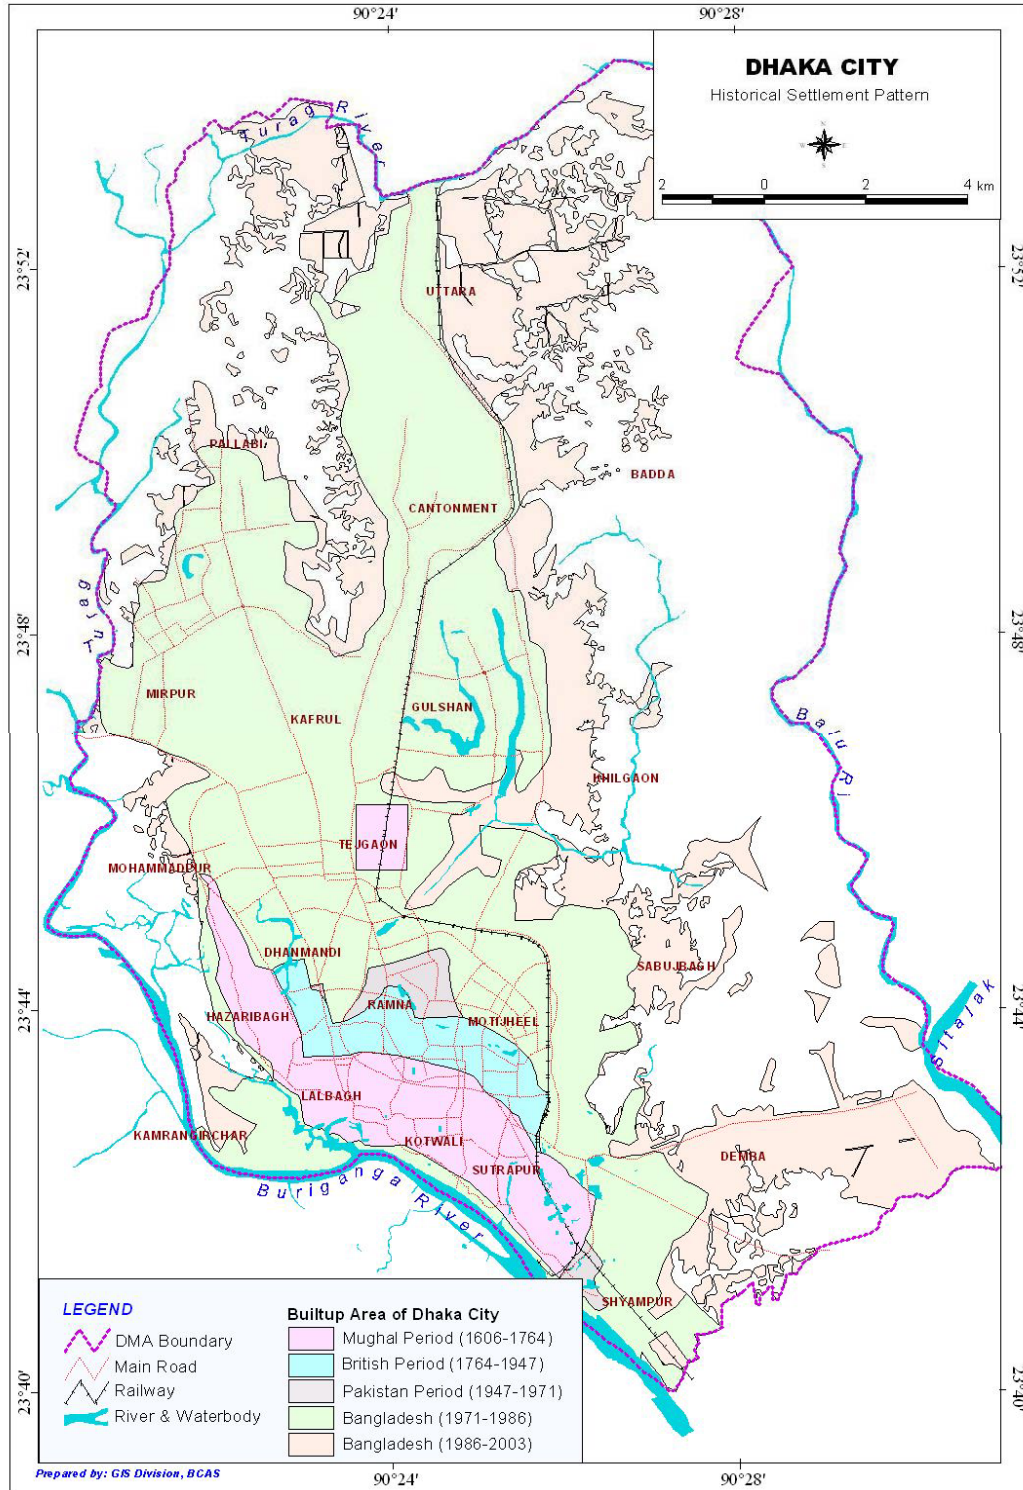 90°24'
90°28'
DHAKA CITY
Historical Settlement Pattern
N
W
E
S
2
0
2
4 km
Turag River
23°52'
23°52'
UTTARA
PALLABI
BADDA
CANTONMENT
Turag
23°48'
23°48'
MIRPUR
KAFRUL
GULSHAN
Balu Ri
KHILGAON
TEJGAON
MOHAMMADPUR
DHANMANDI
SABUJBAGH
HAZARIBAGH
RAMNA
MOTIJHEEL
23°44'
23°44'
Sitalak
LALBAGH
KAMRANGIRCHAR
KOTWALI
SUTRAPUR
DEMBA
Buriganga River
SHYAMPUR
LEGEND
DMA Boundary
Main Road
Railway
River & Waterbody
Builtup Area of Dhaka City
Mughal Period (1606-1764)
British Period (1764-1947)
Pakistan Period (1947-1971)
Bangladesh (1971-1986)
Bangladesh (1986-2003)
23°40'
23°40'
Prepared by: GIS Division, BCAS
90°24'
90°28'